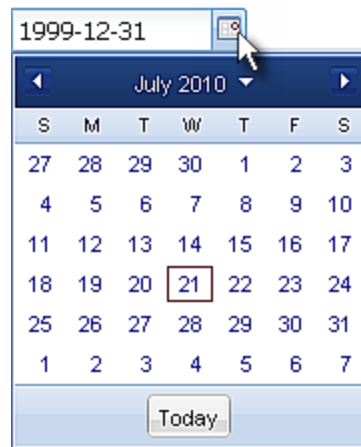 1999-12-31
July 2010
S M T W T F S
27 28 29 30 1 2 3
4 5 6 7 8 9 10
11 12 13 14 15 16 17
18 19 20 21 22 23 24
25 26 27 28 29 30 31
1 2 3 4 5 6 7
Today